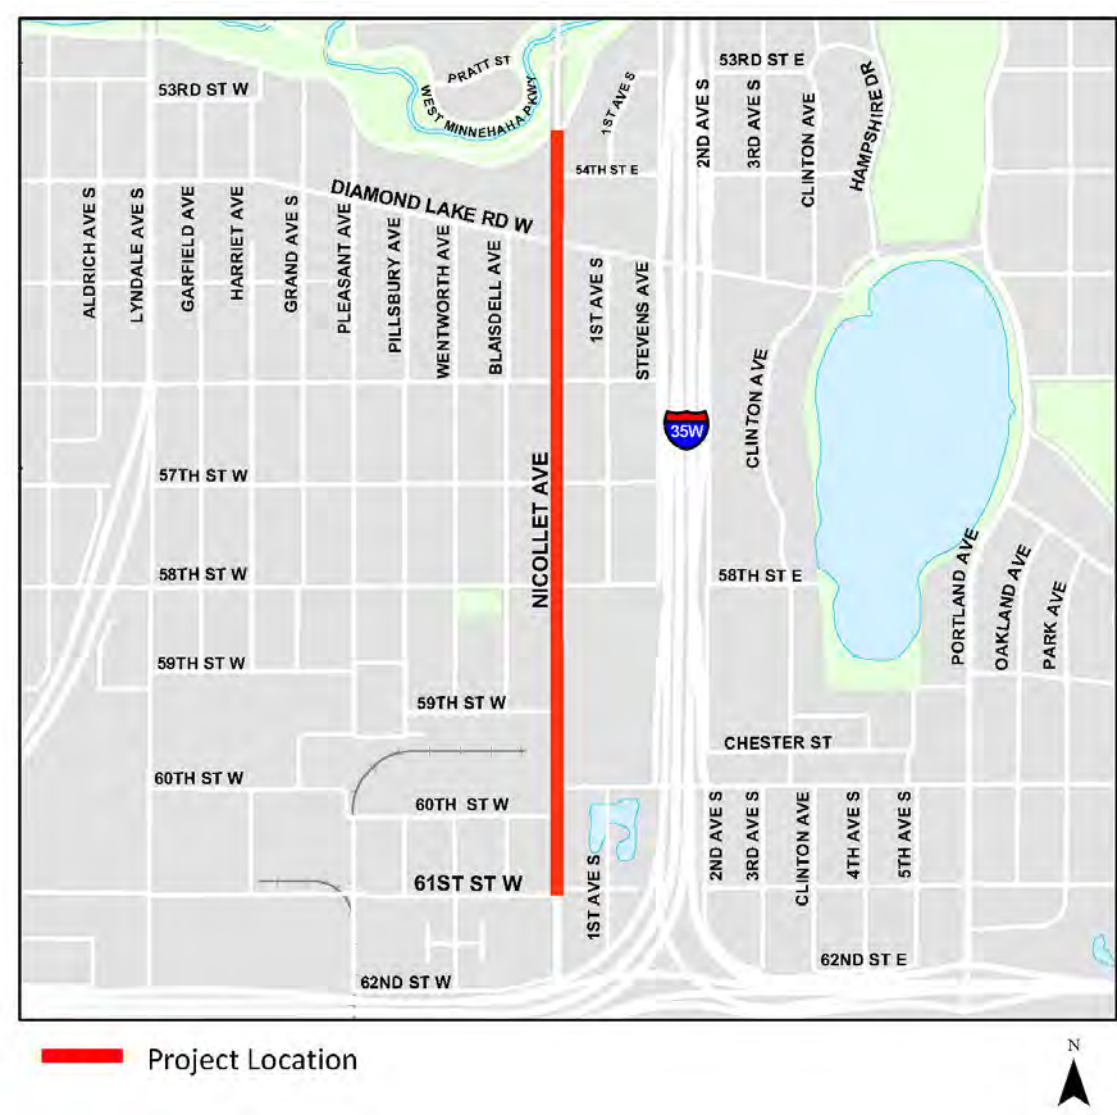 PRATT ST
WEST MINNEHAHA PKWY
53RD ST W
53RD ST E
1ST AVE S
2ND AVE S
3RD AVE S
CLINTON AVE
HAMPSHIRE DR
54TH ST E
DIAMOND LAKE RD W
ALDRICH AVE S
LYNDALE AVE S
GARFIELD AVE
HARRIET AVE
GRAND AVE S
PLEASANT AVE
PILLSBURY AVE
WENTWORTH AVE
BLAISDELL AVE
1ST AVE S
STEVENS AVE
CLINTON AVE
35W
NICOLLET AVE
57TH ST W
58TH ST W
58TH ST E
PORTLAND AVE
OAKLAND AVE
PARK AVE
59TH ST W
59TH ST W
CHESTER ST
60TH ST W
60TH ST W
61ST ST W
1ST AVE S
2ND AVE S
3RD AVE S
CLINTON AVE
4TH AVE S
5TH AVE S
62ND ST W
62ND ST E
Project Location
N